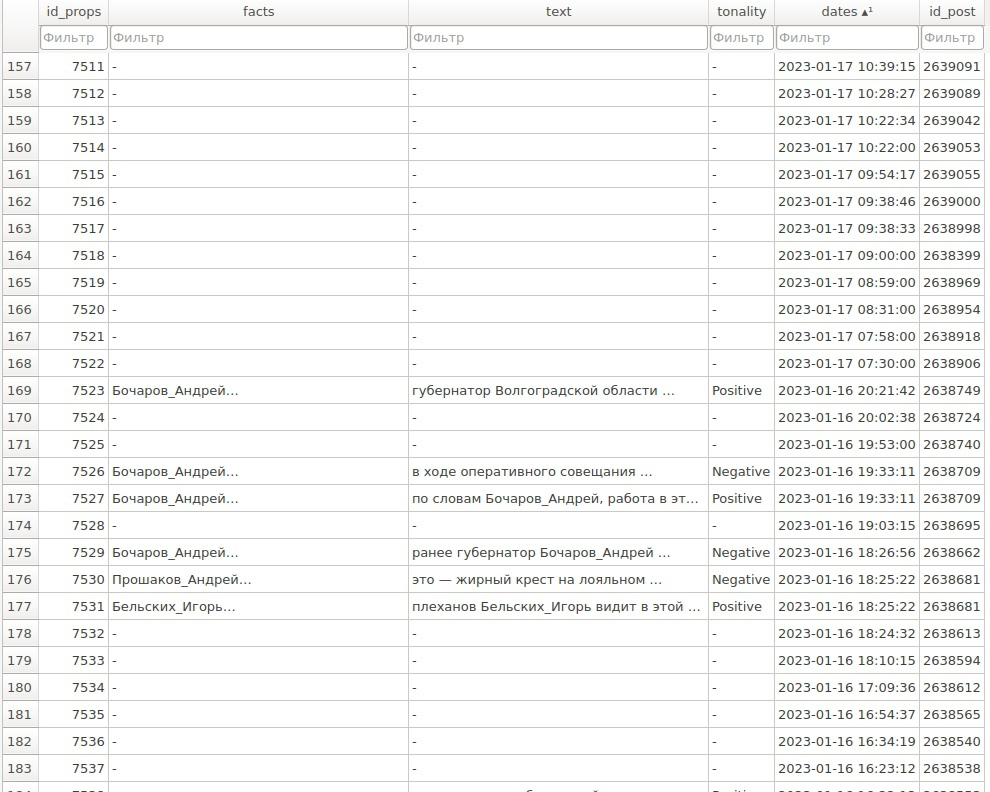 id_props facts text tonality dates ▴¹ id_post
Фильтр Фильтр Фильтр Фильтр Фильтр Фильтр
157 7511 - - - 2023-01-17 10:39:15 2639091
158 7512 - - - 2023-01-17 10:28:27 2639089
159 7513 - - - 2023-01-17 10:22:34 2639042
160 7514 - - - 2023-01-17 10:22:00 2639053
161 7515 - - - 2023-01-17 09:54:17 2639055
162 7516 - - - 2023-01-17 09:38:46 2639000
163 7517 - - - 2023-01-17 09:38:33 2638998
164 7518 - - - 2023-01-17 09:00:00 2638399
165 7519 - - - 2023-01-17 08:59:00 2638969
166 7520 - - - 2023-01-17 08:31:00 2638954
167 7521 - - - 2023-01-17 07:58:00 2638918
168 7522 - - - 2023-01-17 07:30:00 2638906
169 7523 Бочаров_Андрей… губернатор Волгоградской области … Positive 2023-01-16 20:21:42 2638749
170 7524 - - - 2023-01-16 20:02:38 2638724
171 7525 - - - 2023-01-16 19:53:00 2638740
172 7526 Бочаров_Андрей… в ходе оперативного совещания … Negative 2023-01-16 19:33:11 2638709
173 7527 Бочаров_Андрей… по словам Бочаров_Андрей, работа в эт… Positive 2023-01-16 19:33:11 2638709
174 7528 - - - 2023-01-16 19:03:15 2638695
175 7529 Бочаров_Андрей… ранее губернатор Бочаров_Андрей … Negative 2023-01-16 18:26:56 2638662
176 7530 Прошаков_Андрей… это — жирный крест на лояльном … Negative 2023-01-16 18:25:22 2638681
177 7531 Бельских_Игорь… плеханов Бельских_Игорь видит в этой … Positive 2023-01-16 18:25:22 2638681
178 7532 - - - 2023-01-16 18:24:32 2638613
179 7533 - - - 2023-01-16 18:10:15 2638594
180 7534 - - - 2023-01-16 17:09:36 2638612
181 7535 - - - 2023-01-16 16:54:37 2638565
182 7536 - - - 2023-01-16 16:34:19 2638540
183 7537 - - - 2023-01-16 16:23:12 2638538